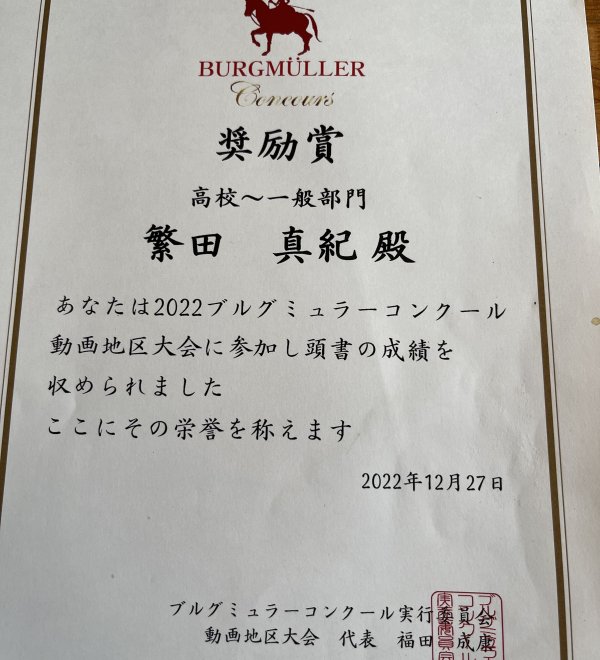 BURGMÜLLER
Concours
奨励賞
高校～一般部門
繁田　真紀 殿
あなたは2022ブルグミュラーコンクール
動画地区大会に参加し頭書の成績を
収められました
ここにその栄誉を称えます
2022年12月27日
ブルグミュラーコンクール実行委員会
動画地区大会　代表　福田　成康